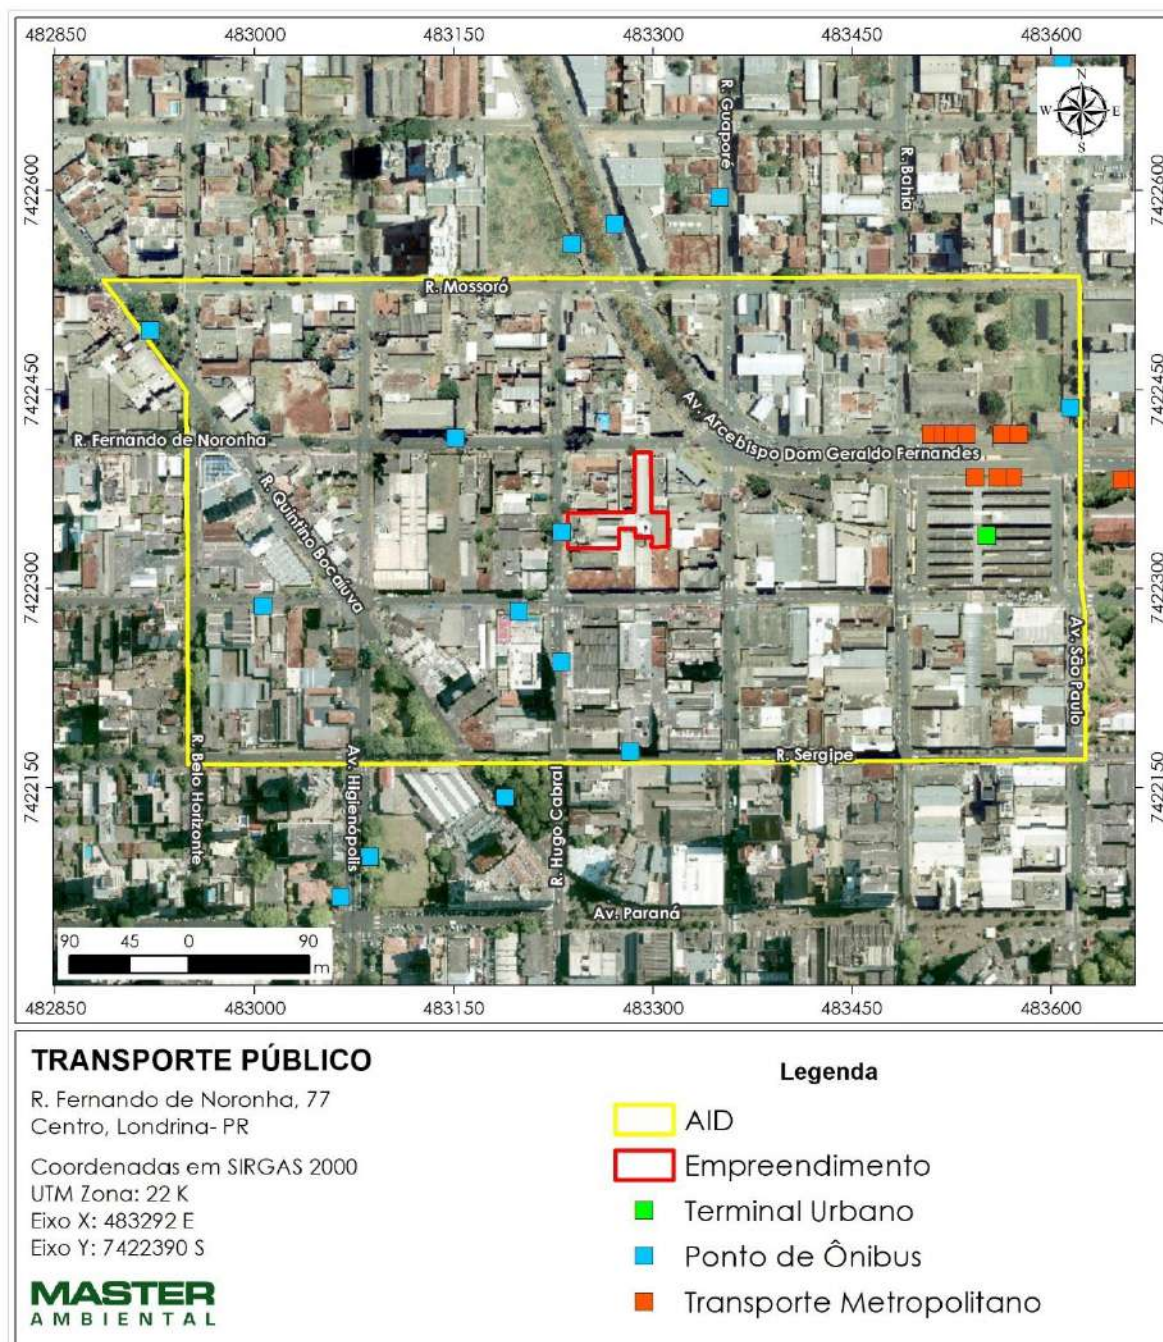 482850 483000 483150 483300 483450 483600
N
W E
S
R. Guaporé
R. Bahia
7422600 7422600
R. Mossoró
7422450 7422450
Av. Arcebispo Dom Geraldo Fernandes
R. Fernando de Noronha
R. Quintino Bocaiúva
7422300 7422300
Av. São Paulo
R. Sergipe
R. Belo Horizonte
Av. Higienópolis
R. Hugo Cabral
7422150 7422150
Av. Paraná
90 45 0 90
m
482850 483000 483150 483300 483450 483600
TRANSPORTE PÚBLICO
R. Fernando de Noronha, 77
Centro, Londrina- PR
Coordenadas em SIRGAS 2000
UTM Zona: 22 K
Eixo X: 483292 E
Eixo Y: 7422390 S
MASTER
AMBIENTAL
Legenda
AID
Empreendimento
Terminal Urbano
Ponto de Ônibus
Transporte Metropolitano